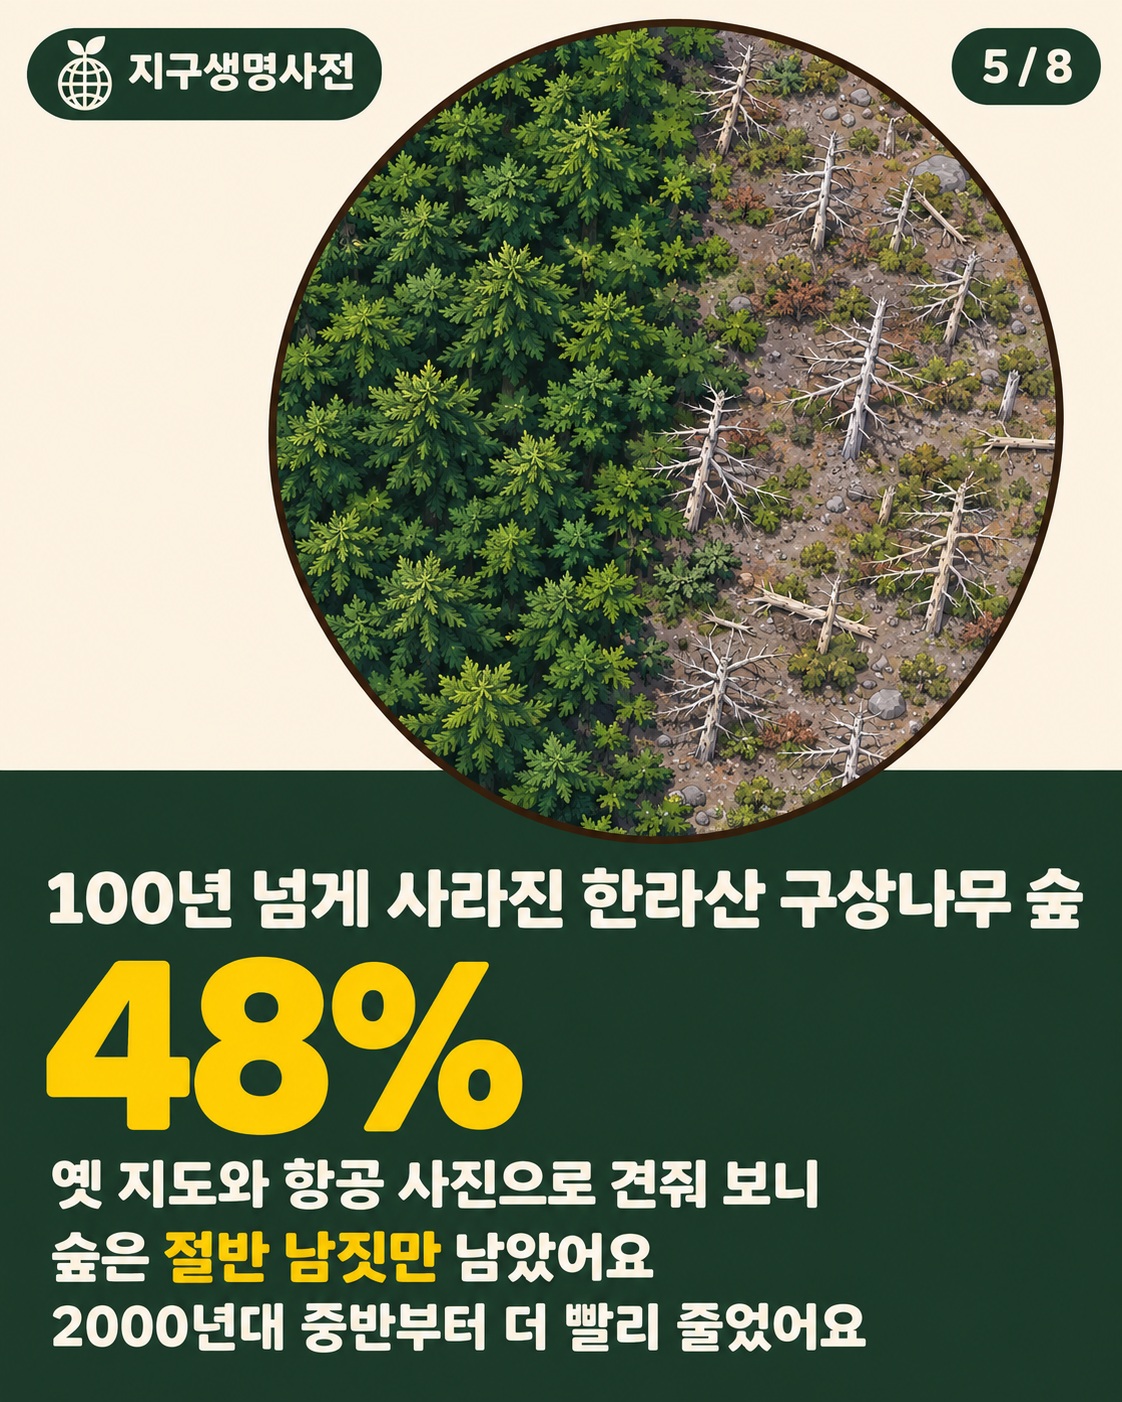 지구생명사전
5/8
100년 넘게 사라진 한라산 구상나무 숲
48%
옛 지도와 항공 사진으로 견줘 보니
숲은 절반 남짓만 남았어요
2000년대 중반부터 더 빨리 줄었어요